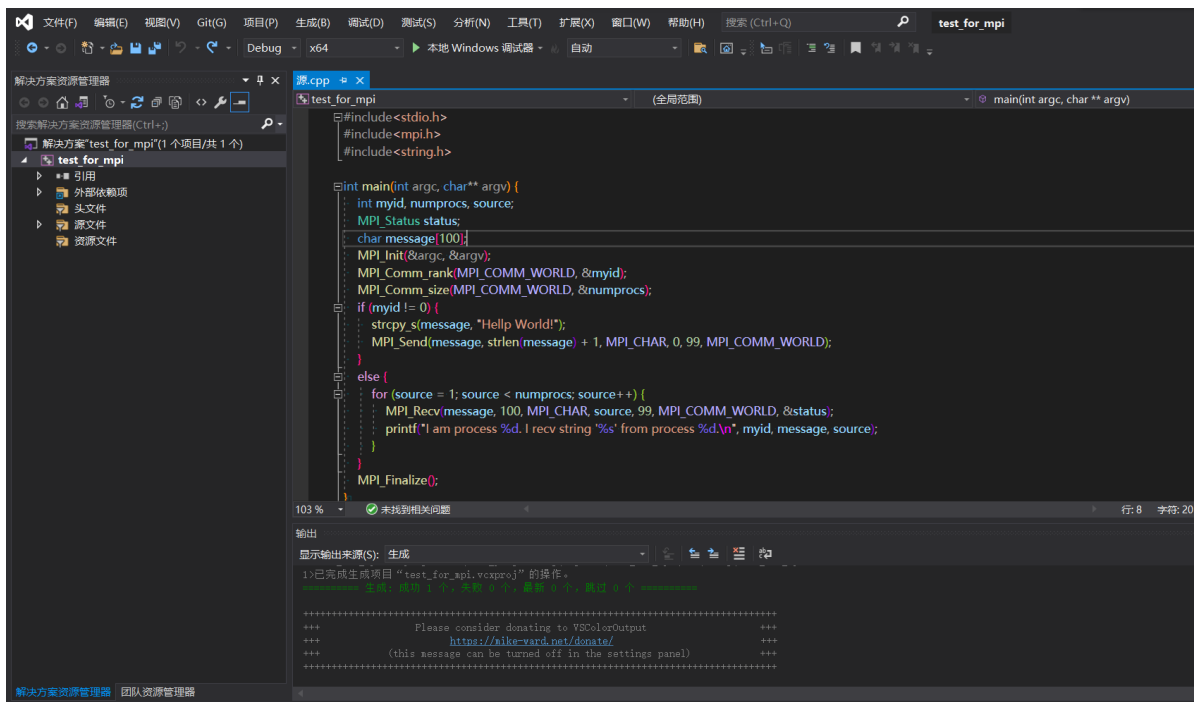 文件(F) 编辑(E) 视图(V) Git(G) 项目(P) 生成(B) 调试(D) 测试(S) 分析(N) 工具(T) 扩展(X) 窗口(W) 帮助(H) 搜索 (Ctrl+Q) test_for_mpi
Debug x64 本地 Windows 调试器 自动
解决方案资源管理器
搜索解决方案资源管理器(Ctrl+;)
解决方案"test_for_mpi"(1 个项目/共 1 个)
test_for_mpi
引用
外部依赖项
头文件
源文件
资源文件
解决方案资源管理器 团队资源管理器
源.cpp
test_for_mpi (全局范围) main(int argc, char ** argv)
#include<stdio.h>
#include<mpi.h>
#include<string.h>
int main(int argc, char** argv) {
int myid, numprocs, source;
MPI_Status status;
char message[100];
MPI_Init(&argc, &argv);
MPI_Comm_rank(MPI_COMM_WORLD, &myid);
MPI_Comm_size(MPI_COMM_WORLD, &numprocs);
if (myid != 0) {
strcpy_s(message, "Hellp World!");
MPI_Send(message, strlen(message) + 1, MPI_CHAR, 0, 99, MPI_COMM_WORLD);
}
else {
for (source = 1; source < numprocs; source++) {
MPI_Recv(message, 100, MPI_CHAR, source, 99, MPI_COMM_WORLD, &status);
printf("I am process %d. I recv string '%s' from process %d.\n", myid, message, source);
}
}
MPI_Finalize();
}
103 % 未找到相关问题 行: 8 字符: 20
输出
显示输出来源(S): 生成
1>已完成生成项目“test_for_mpi.vcxproj”的操作。
========== 生成: 成功 1 个，失败 0 个，最新 0 个，跳过 0 个 ==========
+++ Please consider donating to VSColorOutput +++
+++ https://mike-ward.net/donate/ +++
+++ (this message can be turned off in the settings panel) +++